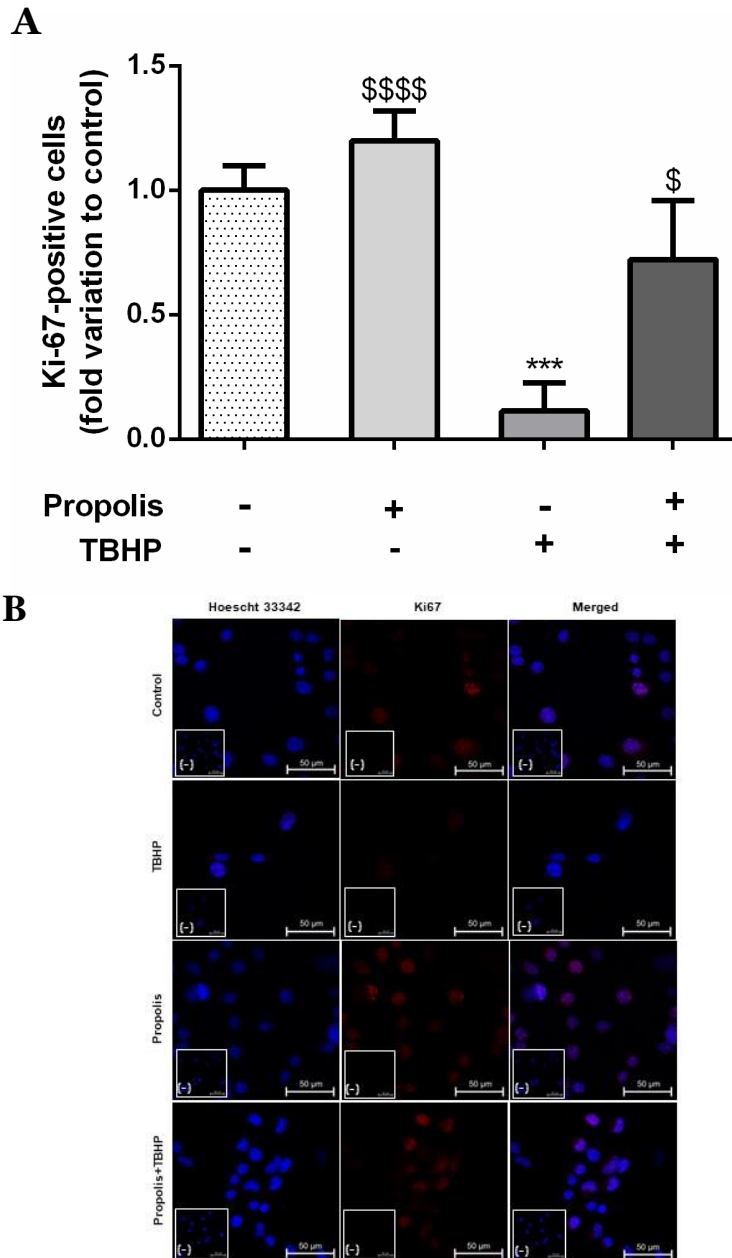 A
Ki-67-positive cells
(fold variation to control)
1.5
1.0
0.5
0.0
$$$$
***
$
Propolis - + - +
TBHP - - + +
B
Hoescht 33342 Ki67 Merged
Control
(-) 50 µm (-) 50 µm (-) 50 µm
TBHP
(-) 50 µm (-) 50 µm (-) 50 µm
Propolis
(-) 50 µm (-) 50 µm (-) 50 µm
Propolis+TBHP
(-) 50 µm (-) 50 µm (-) 50 µm